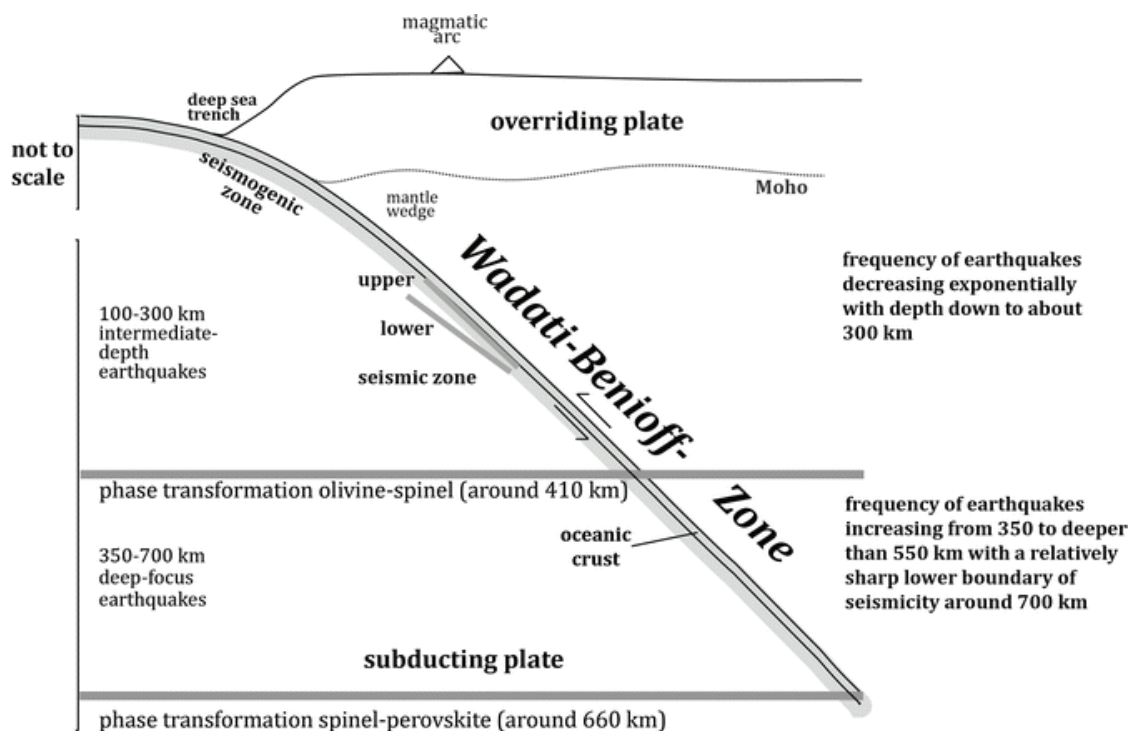 magmatic
arc
deep sea
trench
overriding plate
not to
scale
seismogenic
zone
Moho
mantle
wedge
Wadati-Benioff-
Zone
frequency of earthquakes
decreasing exponentially
with depth down to about
300 km
upper
100-300 km
intermediate-
depth
earthquakes
lower
seismic zone
phase transformation olivine-spinel (around 410 km)
frequency of earthquakes
increasing from 350 to deeper
than 550 km with a relatively
sharp lower boundary of
seismicity around 700 km
oceanic
crust
350-700 km
deep-focus
earthquakes
subducting plate
phase transformation spinel-perovskite (around 660 km)